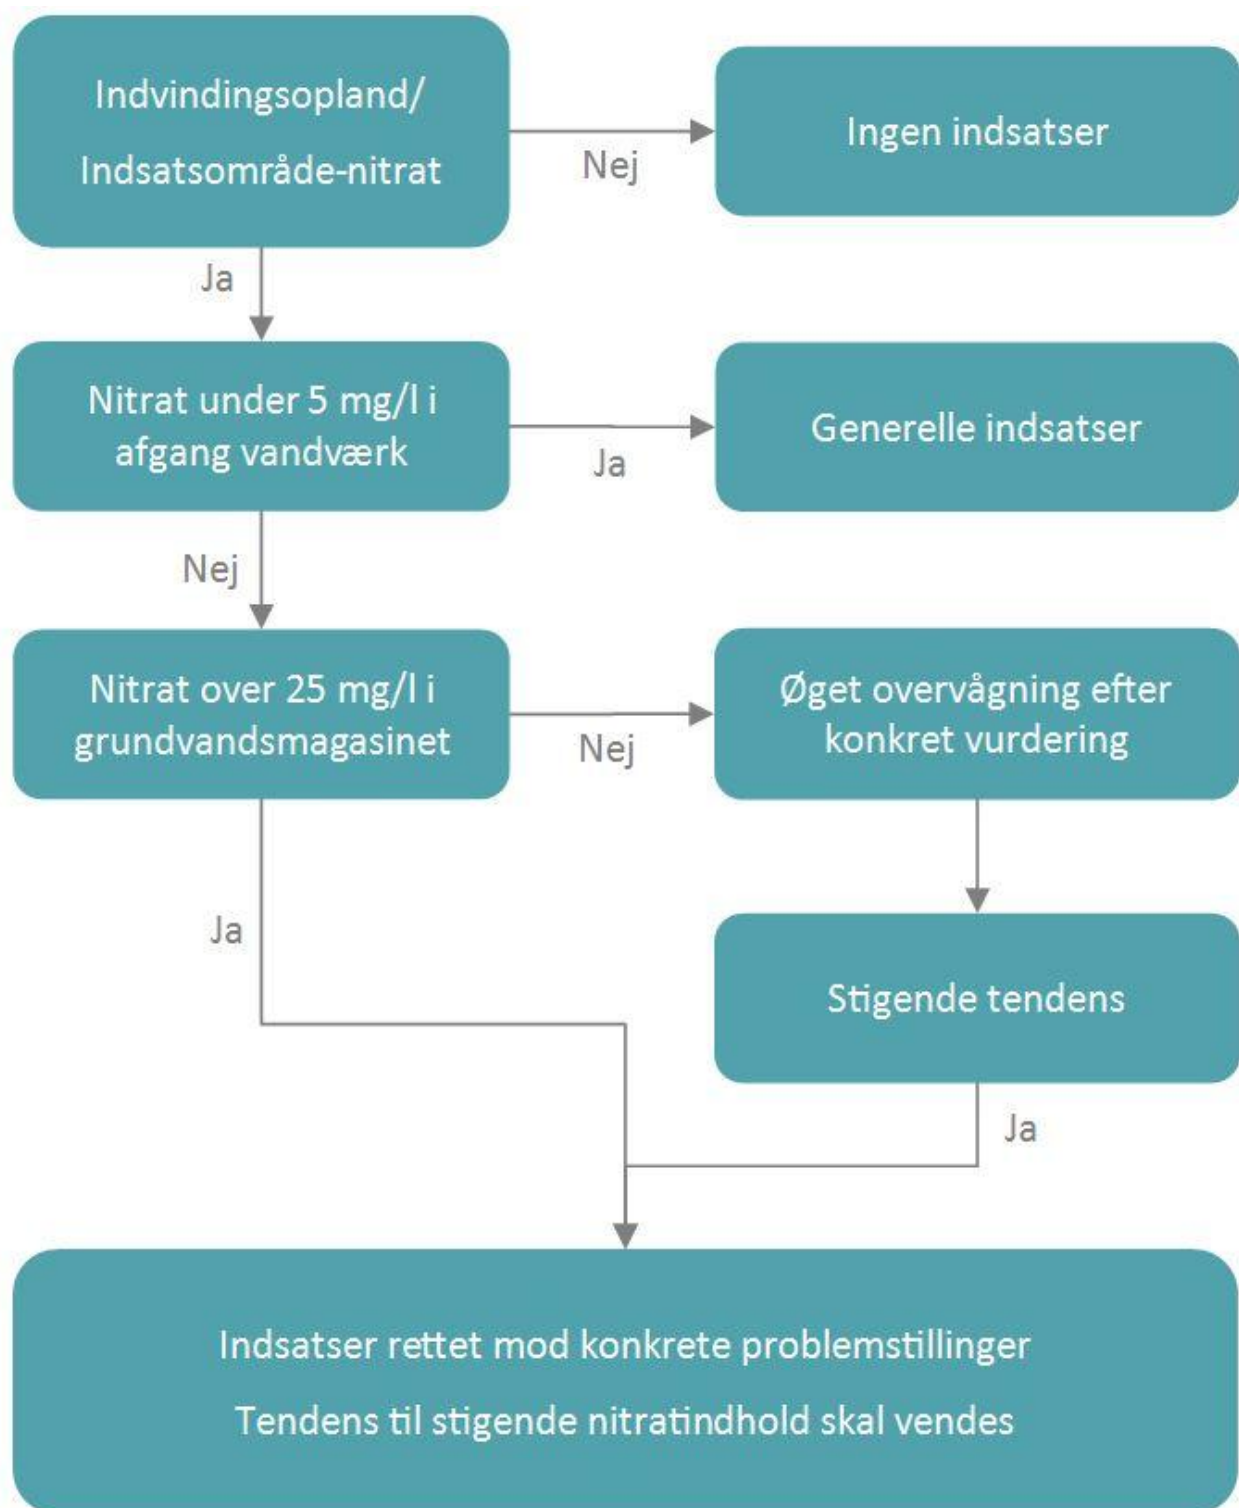 Indvindingsopland/
Indsatsområde-nitrat
Nej
Ingen indsatser
Ja
Nitrat under 5 mg/l i
afgang vandværk
Ja
Generelle indsatser
Nej
Nitrat over 25 mg/l i
grundvandsmagasinet
Nej
Øget overvågning efter
konkret vurdering
Ja
Stigende tendens
Ja
Indsatser rettet mod konkrete problemstillinger
Tendens til stigende nitratindhold skal vendes